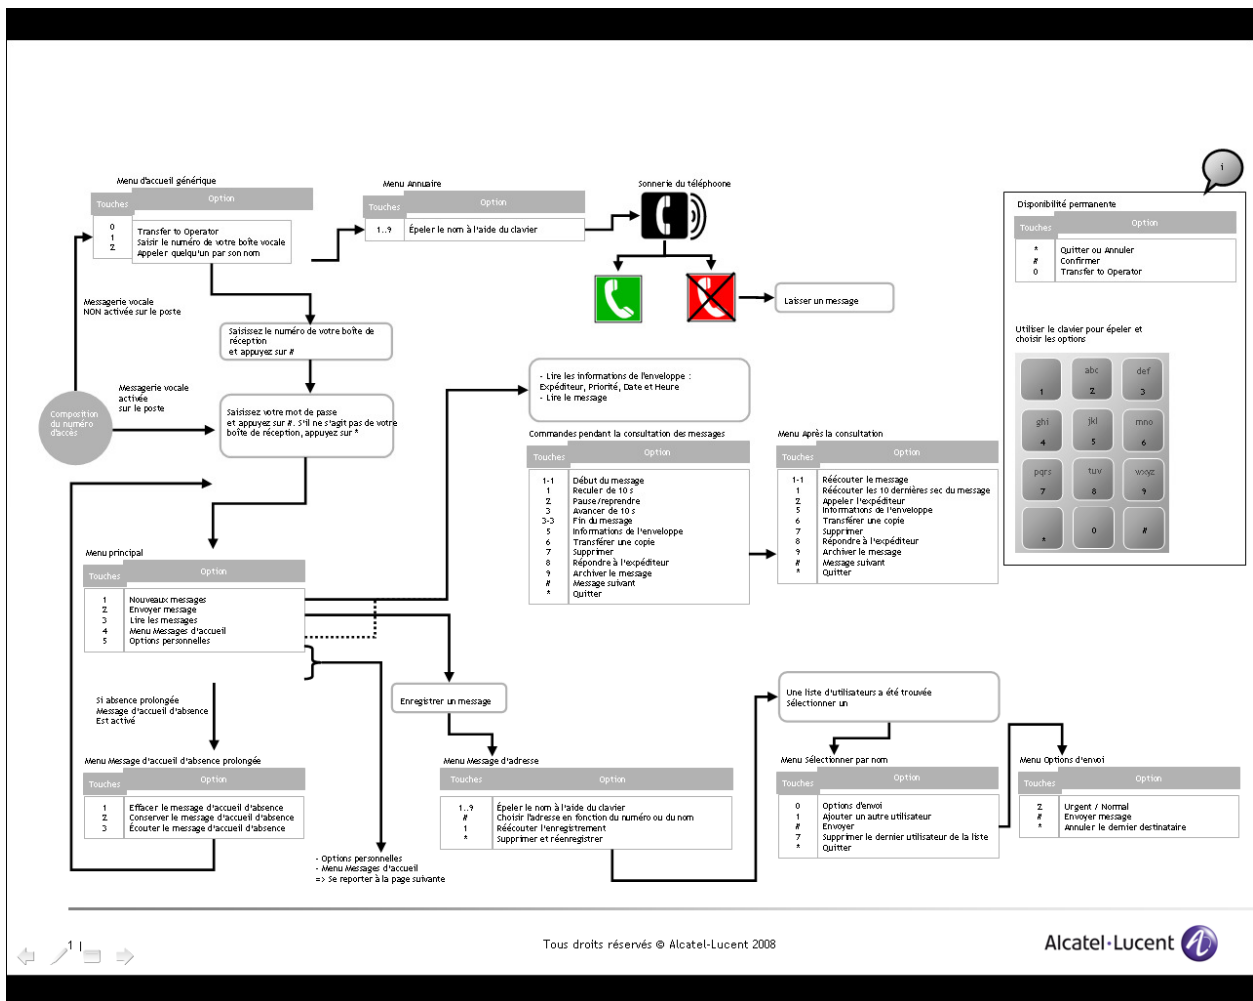 Menu d'accueil générique
Touches Option
0 Transfer to Operator
1 Saisir le numéro de votre boîte vocale
2 Appeler quelqu'un par son nom
Menu Annuaire
Touches Option
1..9 Épeler le nom à l'aide du clavier
Sonnerie du téléphoone
Laisser un message
i
Disponibilité permanente
Touches Option
* Quitter ou Annuler
# Confirmer
0 Transfer to Operator
Utiliser le clavier pour épeler et
choisir les options
1 abc 2 def 3
ghi 4 jkl 5 mno 6
pqrs 7 tuv 8 wxyz 9
* 0 #
Messagerie vocale
NON activée sur le poste
Saisissez le numéro de votre boîte de
réception
et appuyez sur #
Messagerie vocale
activée
sur le poste
Composition
du numéro
d'accès
Saisissez votre mot de passe
et appuyez sur #. S'il ne s'agit pas de votre
boîte de réception, appuyez sur *
- Lire les informations de l'enveloppe :
Expéditeur, Priorité, Date et Heure
- Lire le message
Commandes pendant la consultation des messages
Touches Option
1-1 Début du message
1 Reculer de 10 s
2 Pause/reprendre
3 Avancer de 10 s
3-3 Fin du message
5 Informations de l'enveloppe
6 Transférer une copie
7 Supprimer
8 Répondre à l'expéditeur
9 Archiver le message
# Message suivant
* Quitter
Menu Après la consultation
Touches Option
1-1 Réécouter le message
1 Réécouter les 10 dernières sec du message
2 Appeler l'expéditeur
5 Informations de l'enveloppe
6 Transférer une copie
7 Supprimer
8 Répondre à l'expéditeur
9 Archiver le message
# Message suivant
* Quitter
Menu principal
Touches Option
1 Nouveaux messages
2 Envoyer message
3 Lire les messages
4 Menu Messages d'accueil
5 Options personnelles
Si absence prolongée
Message d'accueil d'absence
Est activé
Enregistrer un message
Une liste d'utilisateurs a été trouvée
Sélectionner un
Menu Message d'accueil d'absence prolongée
Touches Option
1 Effacer le message d'accueil d'absence
2 Conserver le message d'accueil d'absence
3 Écouter le message d'accueil d'absence
Menu Message d'adresse
Touches Option
1..9 Épeler le nom à l'aide du clavier
# Choisir l'adresse en fonction du numéro ou du nom
1 Réécouter l'enregistrement
* Supprimer et réenregistrer
Menu Sélectionner par nom
Touches Option
0 Options d'envoi
1 Ajouter un autre utilisateur
# Envoyer
7 Supprimer le dernier utilisateur de la liste
* Quitter
Menu Options d'envoi
Touches Option
2 Urgent / Normal
# Envoyer message
* Annuler le dernier destinataire
- Options personnelles
- Menu Messages d'accueil
=> Se reporter à la page suivante
1 |
Tous droits réservés © Alcatel-Lucent 2008
Alcatel·Lucent